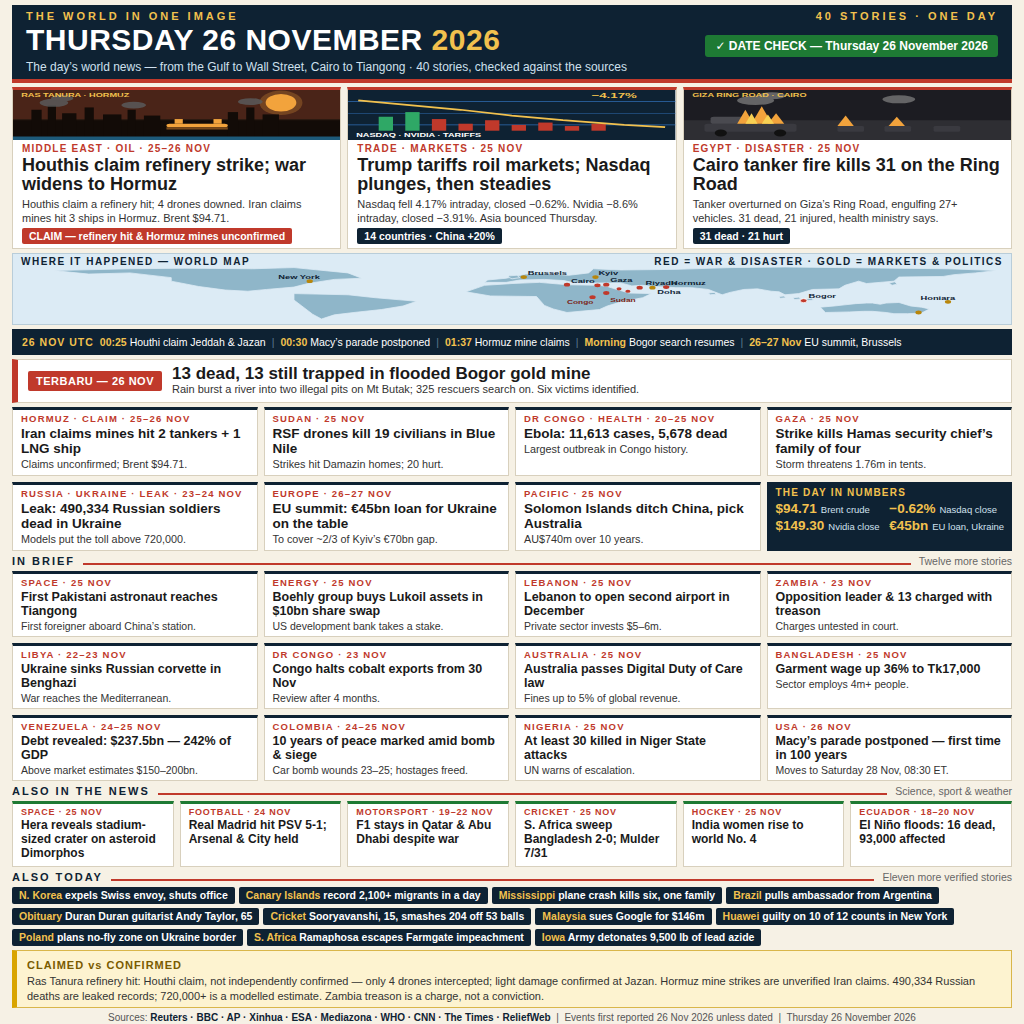 THE WORLD IN ONE IMAGE
40 STORIES · ONE DAY
THURSDAY 26 NOVEMBER 2026
✓ DATE CHECK — Thursday 26 November 2026
The day's world news — from the Gulf to Wall Street, Cairo to Tiangong · 40 stories, checked against the sources
RAS TANURA · HORMUZ
MIDDLE EAST · OIL · 25–26 NOV
Houthis claim refinery strike; war
widens to Hormuz
Houthis claim a refinery hit; 4 drones downed. Iran claims
mines hit 3 ships in Hormuz. Brent $94.71.
CLAIM — refinery hit & Hormuz mines unconfirmed
−4.17%
NASDAQ · NVIDIA · TARIFFS
TRADE · MARKETS · 25 NOV
Trump tariffs roil markets; Nasdaq
plunges, then steadies
Nasdaq fell 4.17% intraday, closed −0.62%. Nvidia −8.6%
intraday, closed −3.91%. Asia bounced Thursday.
14 countries · China +20%
GIZA RING ROAD · CAIRO
EGYPT · DISASTER · 25 NOV
Cairo tanker fire kills 31 on the Ring
Road
Tanker overturned on Giza's Ring Road, engulfing 27+
vehicles. 31 dead, 21 injured, health ministry says.
31 dead · 21 hurt
WHERE IT HAPPENED — WORLD MAP
RED = WAR & DISASTER · GOLD = MARKETS & POLITICS
New York
Brussels
Kyiv
Cairo
Gaza
Riyadh
Hormuz
Doha
Congo
Sudan
Bogor
Honiara
26 NOV UTC 00:25 Houthi claim Jeddah & Jazan | 00:30 Macy's parade postponed | 01:37 Hormuz mine claims | Morning Bogor search resumes | 26–27 Nov EU summit, Brussels
TERBARU — 26 NOV
13 dead, 13 still trapped in flooded Bogor gold mine
Rain burst a river into two illegal pits on Mt Butak; 325 rescuers search on. Six victims identified.
HORMUZ · CLAIM · 25–26 NOV
Iran claims mines hit 2 tankers + 1
LNG ship
Claims unconfirmed; Brent $94.71.
SUDAN · 25 NOV
RSF drones kill 19 civilians in Blue
Nile
Strikes hit Damazin homes; 20 hurt.
DR CONGO · HEALTH · 20–25 NOV
Ebola: 11,613 cases, 5,678 dead
Largest outbreak in Congo history.
GAZA · 25 NOV
Strike kills Hamas security chief's
family of four
Storm threatens 1.76m in tents.
RUSSIA · UKRAINE · LEAK · 23–24 NOV
Leak: 490,334 Russian soldiers
dead in Ukraine
Models put the toll above 720,000.
EUROPE · 26–27 NOV
EU summit: €45bn loan for Ukraine
on the table
To cover ~2/3 of Kyiv's €70bn gap.
PACIFIC · 25 NOV
Solomon Islands ditch China, pick
Australia
AU$740m over 10 years.
THE DAY IN NUMBERS
$94.71 Brent crude −0.62% Nasdaq close
$149.30 Nvidia close €45bn EU loan, Ukraine
IN BRIEF
Twelve more stories
SPACE · 25 NOV
First Pakistani astronaut reaches
Tiangong
First foreigner aboard China's station.
ENERGY · 25 NOV
Boehly group buys Lukoil assets in
$10bn share swap
US development bank takes a stake.
LEBANON · 25 NOV
Lebanon to open second airport in
December
Private sector invests $5–6m.
ZAMBIA · 23 NOV
Opposition leader & 13 charged with
treason
Charges untested in court.
LIBYA · 22–23 NOV
Ukraine sinks Russian corvette in
Benghazi
War reaches the Mediterranean.
DR CONGO · 23 NOV
Congo halts cobalt exports from 30
Nov
Review after 4 months.
AUSTRALIA · 25 NOV
Australia passes Digital Duty of Care
law
Fines up to 5% of global revenue.
BANGLADESH · 25 NOV
Garment wage up 36% to Tk17,000
Sector employs 4m+ people.
VENEZUELA · 24–25 NOV
Debt revealed: $237.5bn — 242% of
GDP
Above market estimates $150–200bn.
COLOMBIA · 24–25 NOV
10 years of peace marked amid bomb
& siege
Car bomb wounds 23–25; hostages freed.
NIGERIA · 25 NOV
At least 30 killed in Niger State
attacks
UN warns of escalation.
USA · 26 NOV
Macy's parade postponed — first time
in 100 years
Moves to Saturday 28 Nov, 08:30 ET.
ALSO IN THE NEWS
Science, sport & weather
SPACE · 25 NOV
Hera reveals stadium-
sized crater on asteroid
Dimorphos
FOOTBALL · 24 NOV
Real Madrid hit PSV 5-1;
Arsenal & City held
MOTORSPORT · 19–22 NOV
F1 stays in Qatar & Abu
Dhabi despite war
CRICKET · 25 NOV
S. Africa sweep
Bangladesh 2-0; Mulder
7/31
HOCKEY · 25 NOV
India women rise to
world No. 4
ECUADOR · 18–20 NOV
El Niño floods: 16 dead,
93,000 affected
ALSO TODAY
Eleven more verified stories
N. Korea expels Swiss envoy, shuts office
Canary Islands record 2,100+ migrants in a day
Mississippi plane crash kills six, one family
Brazil pulls ambassador from Argentina
Obituary Duran Duran guitarist Andy Taylor, 65
Cricket Sooryavanshi, 15, smashes 204 off 53 balls
Malaysia sues Google for $146m
Huawei guilty on 10 of 12 counts in New York
Poland plans no-fly zone on Ukraine border
S. Africa Ramaphosa escapes Farmgate impeachment
Iowa Army detonates 9,500 lb of lead azide
CLAIMED vs CONFIRMED
Ras Tanura refinery hit: Houthi claim, not independently confirmed — only 4 drones intercepted; light damage confirmed at Jazan. Hormuz mine strikes are unverified Iran claims. 490,334 Russian
deaths are leaked records; 720,000+ is a modelled estimate. Zambia treason is a charge, not a conviction.
Sources: Reuters · BBC · AP · Xinhua · ESA · Mediazona · WHO · CNN · The Times · ReliefWeb | Events first reported 26 Nov 2026 unless dated | Thursday 26 November 2026